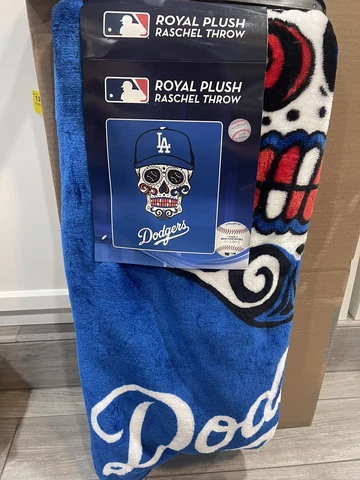 ROYAL PLUSH
RASCHEL THROW
ROYAL PLUSH
RASCHEL THROW
LA
Dodgers
Dod